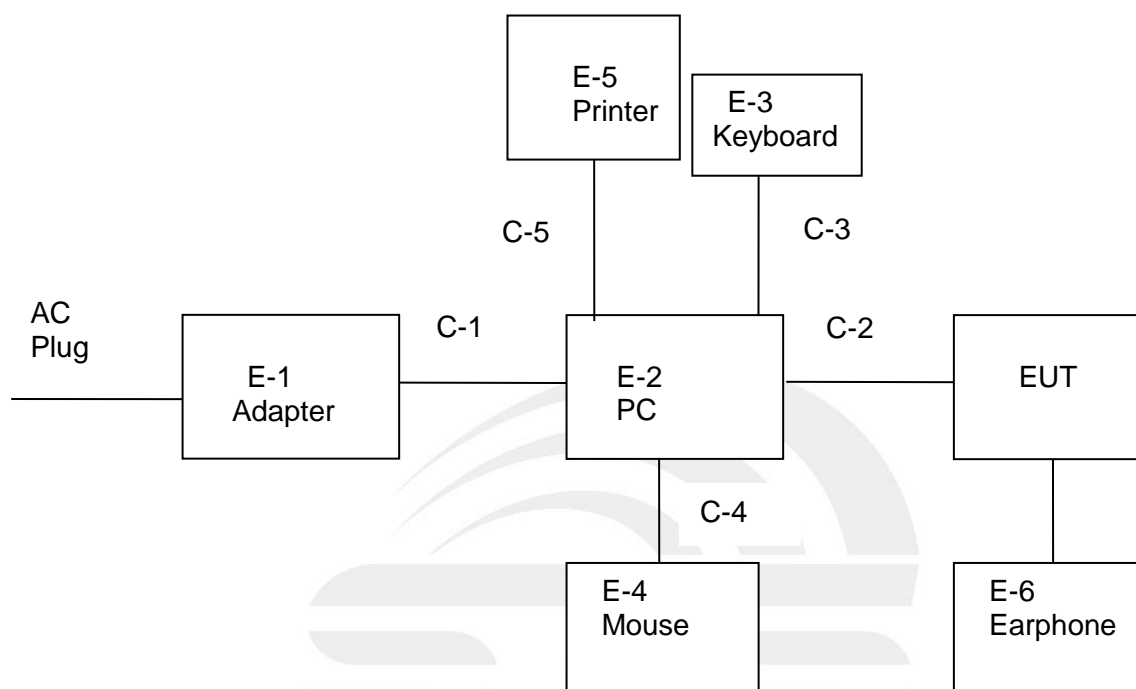 E-5
Printer
E-3
Keyboard
C-5
C-3
AC
Plug
C-1
C-2
E-1
Adapter
E-2
PC
EUT
C-4
E-4
Mouse
E-6
Earphone